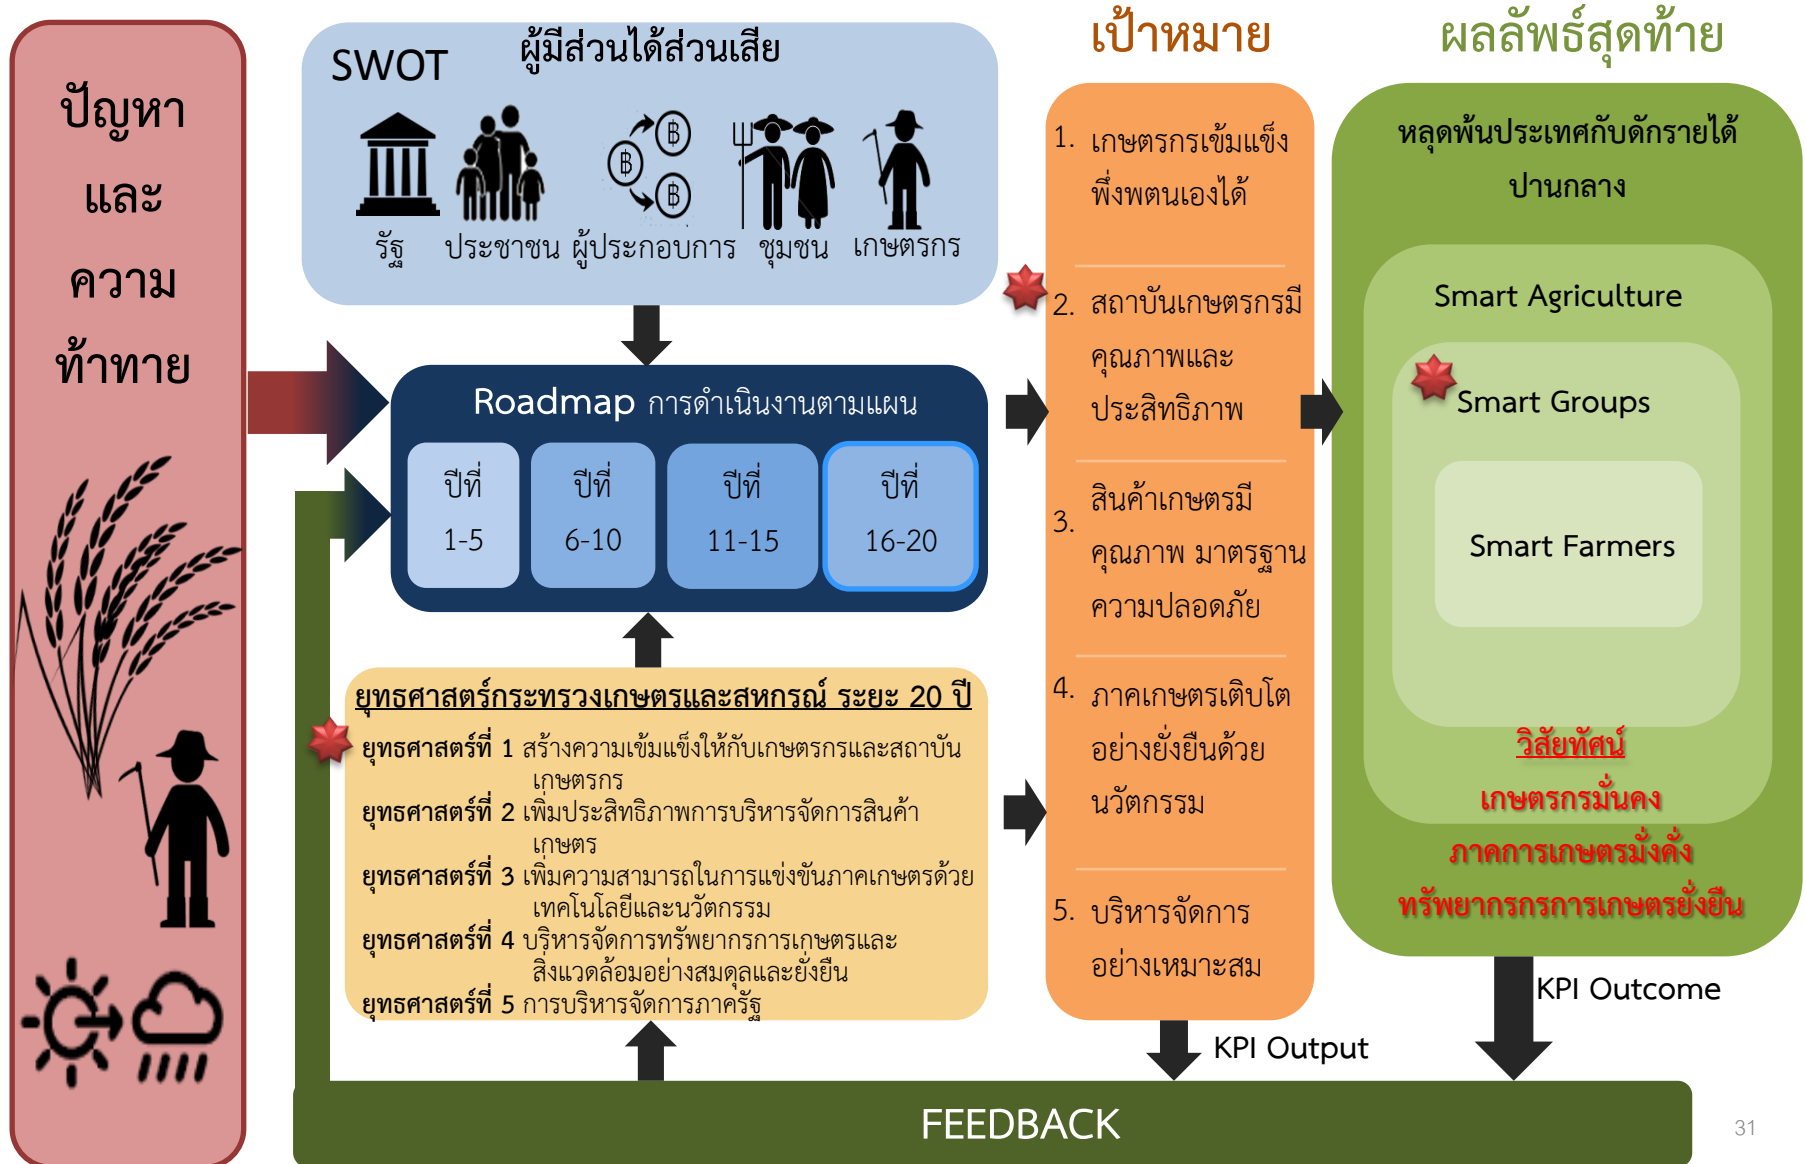 ปัญหา
และ
ความ
ท้าทาย
SWOT
ผู้มีส่วนได้ส่วนเสีย
รัฐ
ประชาชน
ผู้ประกอบการ
ชุมชน
เกษตรกร
Roadmap การดำเนินงานตามแผน
ปีที่
1-5
ปีที่
6-10
ปีที่
11-15
ปีที่
16-20
ยุทธศาสตร์กระทรวงเกษตรและสหกรณ์ ระยะ 20 ปี
ยุทธศาสตร์ที่ 1 สร้างความเข้มแข็งให้กับเกษตรกรและสถาบัน
เกษตรกร
ยุทธศาสตร์ที่ 2 เพิ่มประสิทธิภาพการบริหารจัดการสินค้า
เกษตร
ยุทธศาสตร์ที่ 3 เพิ่มความสามารถในการแข่งขันภาคเกษตรด้วย
เทคโนโลยีและนวัตกรรม
ยุทธศาสตร์ที่ 4 บริหารจัดการทรัพยากรการเกษตรและ
สิ่งแวดล้อมอย่างสมดุลและยั่งยืน
ยุทธศาสตร์ที่ 5 การบริหารจัดการภาครัฐ
เป้าหมาย
1. เกษตรกรเข้มแข็ง
พึ่งพตนเองได้
2. สถาบันเกษตรกรมี
คุณภาพและ
ประสิทธิภาพ
3. สินค้าเกษตรมี
คุณภาพ มาตรฐาน
ความปลอดภัย
4. ภาคเกษตรเติบโต
อย่างยั่งยืนด้วย
นวัตกรรม
5. บริหารจัดการ
อย่างเหมาะสม
KPI Output
ผลลัพธ์สุดท้าย
หลุดพ้นประเทศกับดักรายได้
ปานกลาง
Smart Agriculture
Smart Groups
Smart Farmers
วิสัยทัศน์
เกษตรกรมั่นคง
ภาคการเกษตรมั่งคั่ง
ทรัพยากรกรการเกษตรยั่งยืน
KPI Outcome
FEEDBACK
31